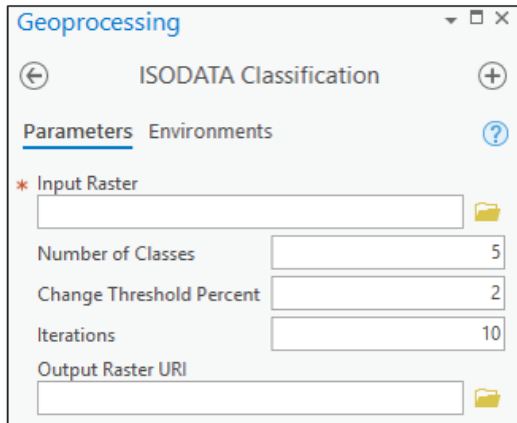 Geoprocessing
ISODATA Classification
Parameters Environments
* Input Raster
Number of Classes 5
Change Threshold Percent 2
Iterations 10
Output Raster URI